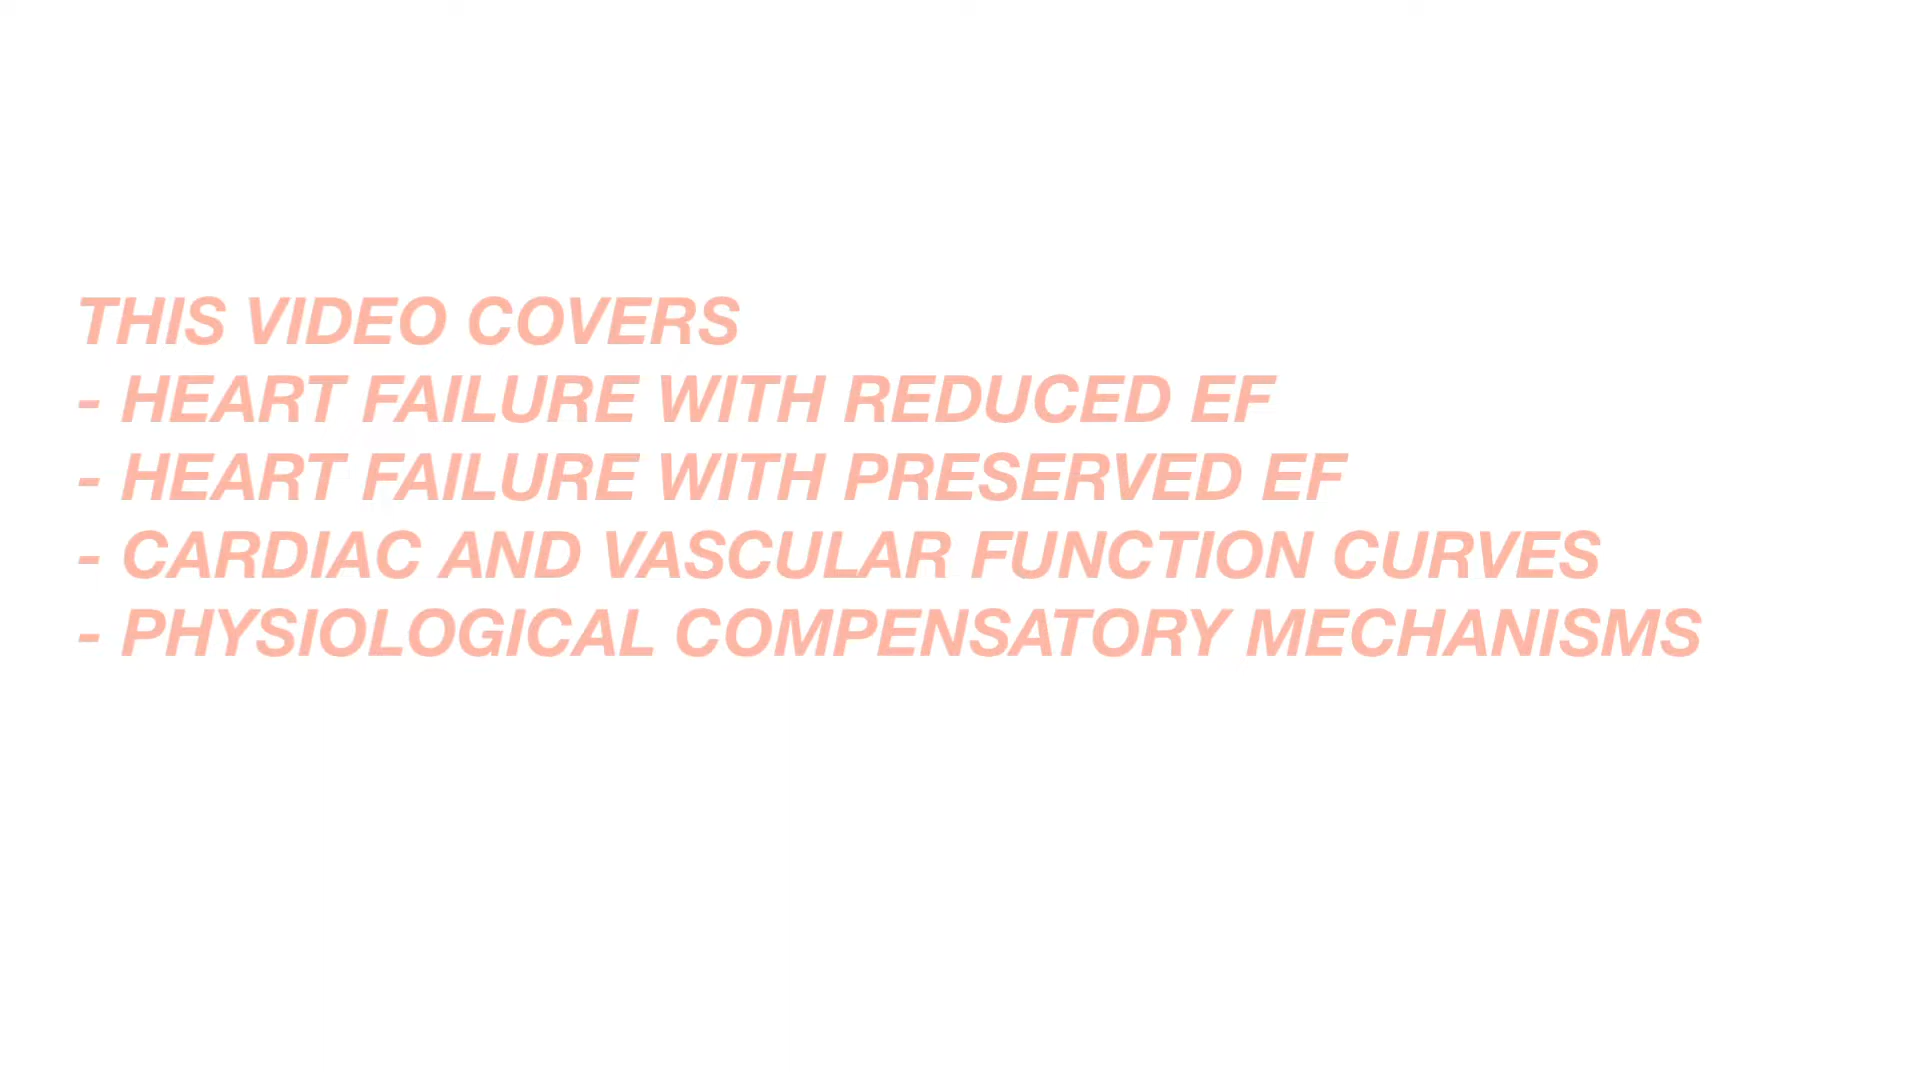 THIS VIDEO COVERS
- HEART FAILURE WITH REDUCED EF
- HEART FAILURE WITH PRESERVED EF
- CARDIAC AND VASCULAR FUNCTION CURVES
- PHYSIOLOGICAL COMPENSATORY MECHANISMS